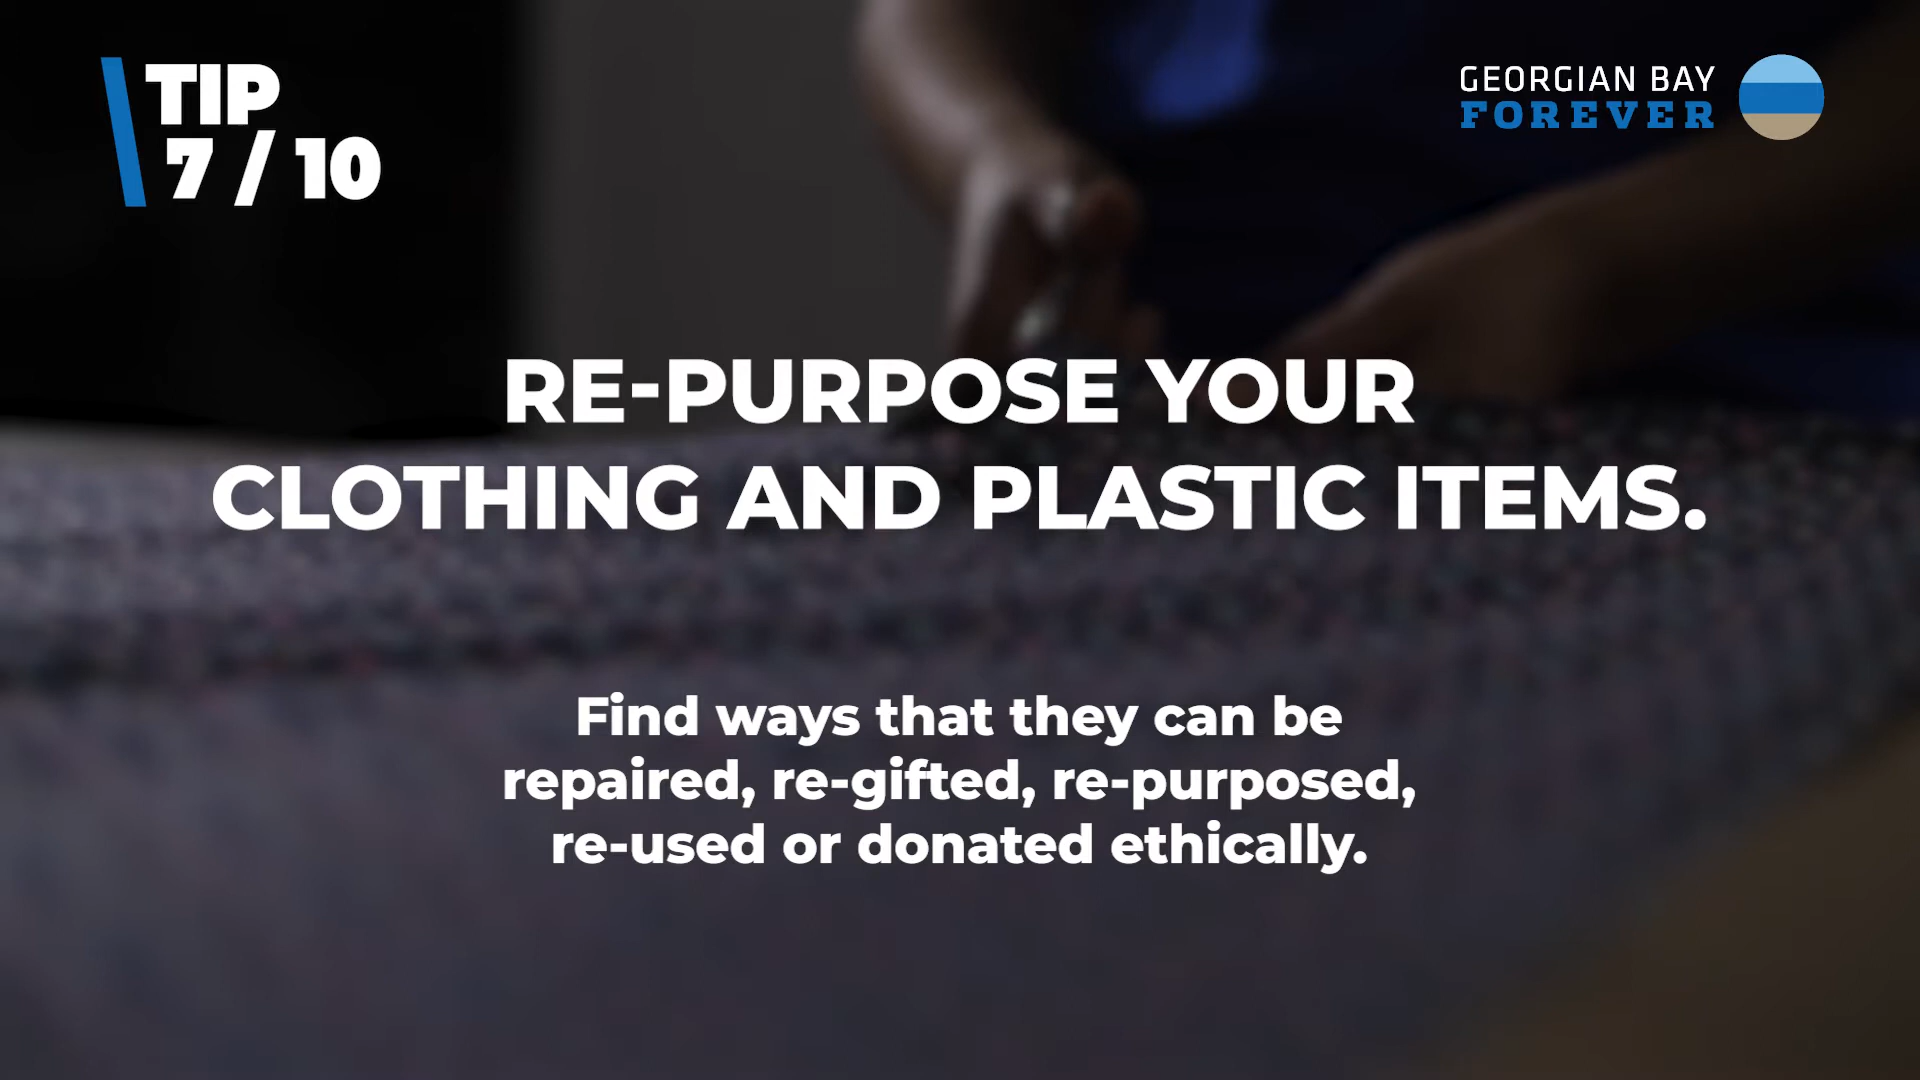 TIP
7 / 10
GEORGIAN BAY
FOREVER
RE-PURPOSE YOUR
CLOTHING AND PLASTIC ITEMS.
Find ways that they can be
repaired, re-gifted, re-purposed,
re-used or donated ethically.